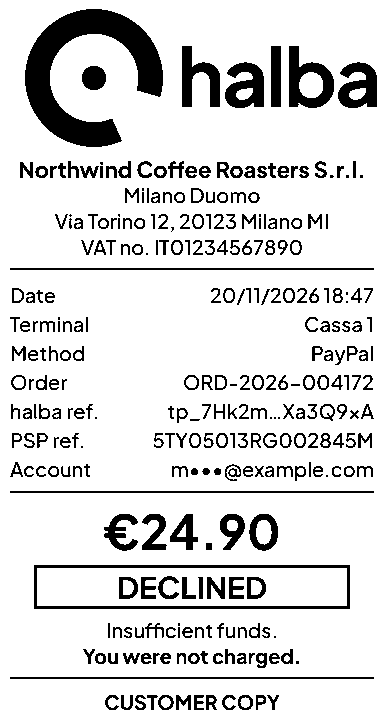 halba
Northwind Coffee Roasters S.r.l.
Milano Duomo
Via Torino 12, 20123 Milano MI
VAT no. IT01234567890
Date 20/11/2026 18:47
Terminal Cassa 1
Method PayPal
Order ORD-2026-004172
halba ref. tp_7Hk2m…Xa3Q9xA
PSP ref. 5TY05013RG002845M
Account m•••@example.com
€24.90
DECLINED
Insufficient funds.
You were not charged.
CUSTOMER COPY